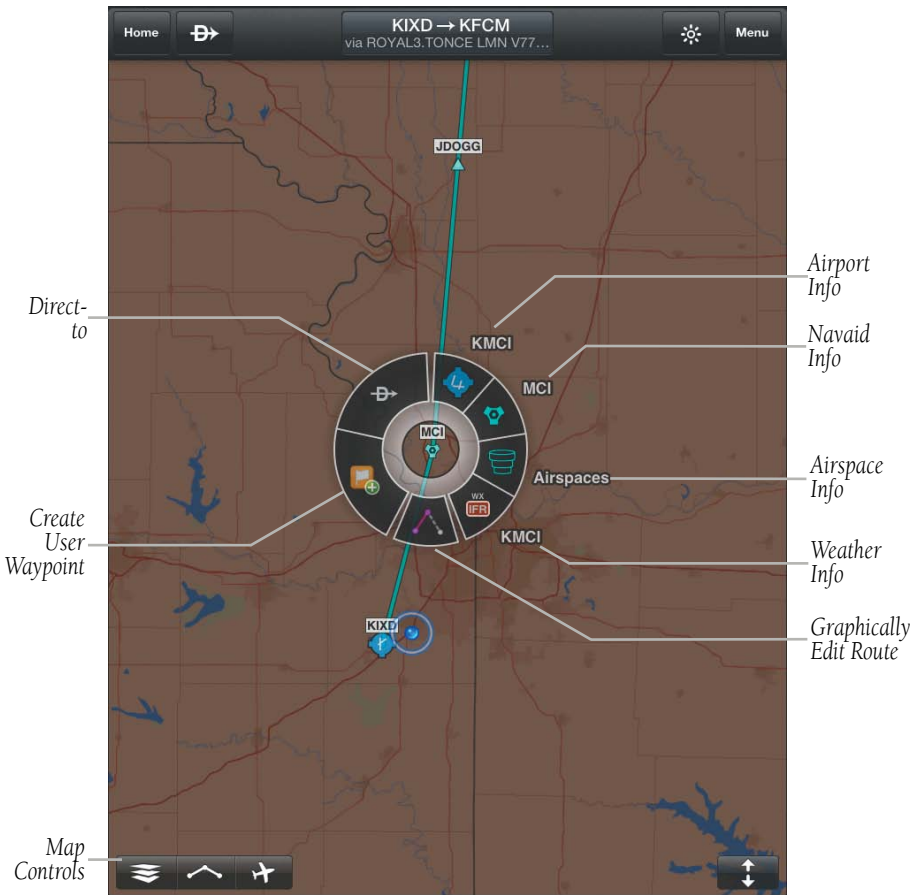 Home
KIXD → KFCM
via ROYAL3.TONCE LMN V77...
Menu
JDOGG
Airport
Info
KMCI
Direct-
to
Navaid
Info
MCI
MCI
Airspaces
Airspace
Info
WX
IFR
KMCI
Create
User
Waypoint
Weather
Info
KIXD
Graphically
Edit Route
Map
Controls